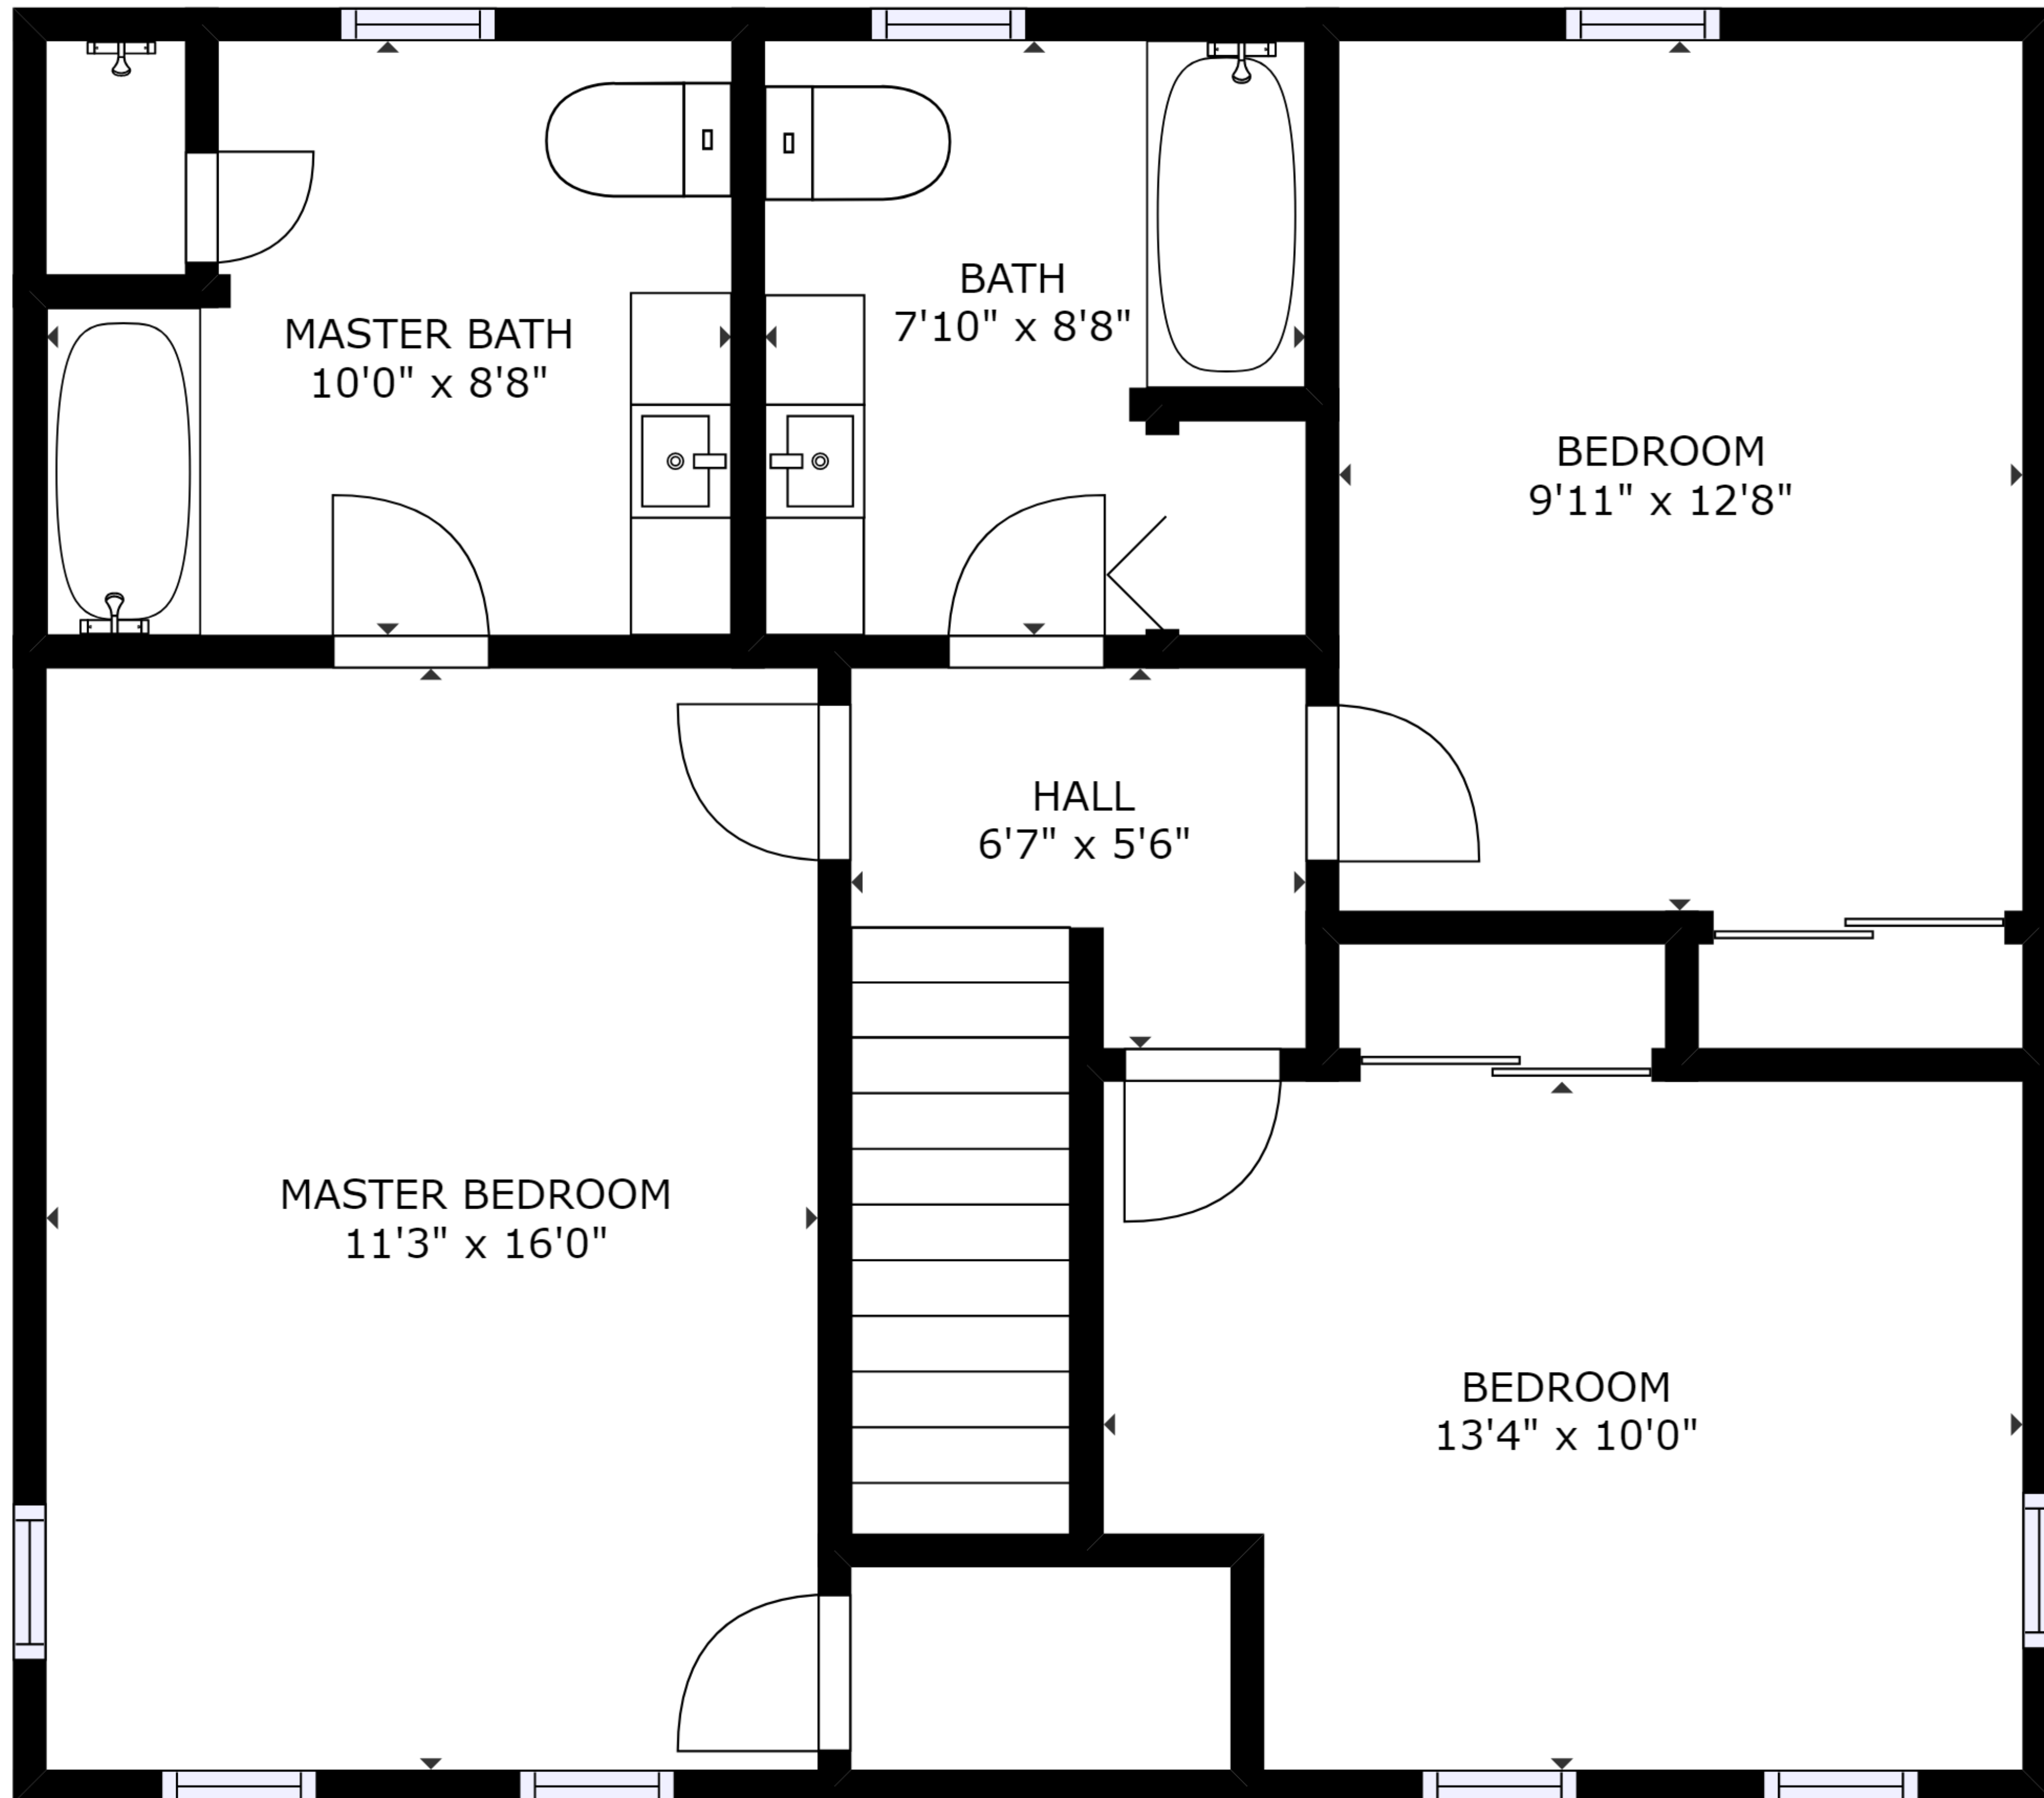 MASTER BATH
10'0" x 8'8"
BATH
7'10" x 8'8"
BEDROOM
9'11" x 12'8"
HALL
6'7" x 5'6"
MASTER BEDROOM
11'3" x 16'0"
BEDROOM
13'4" x 10'0"